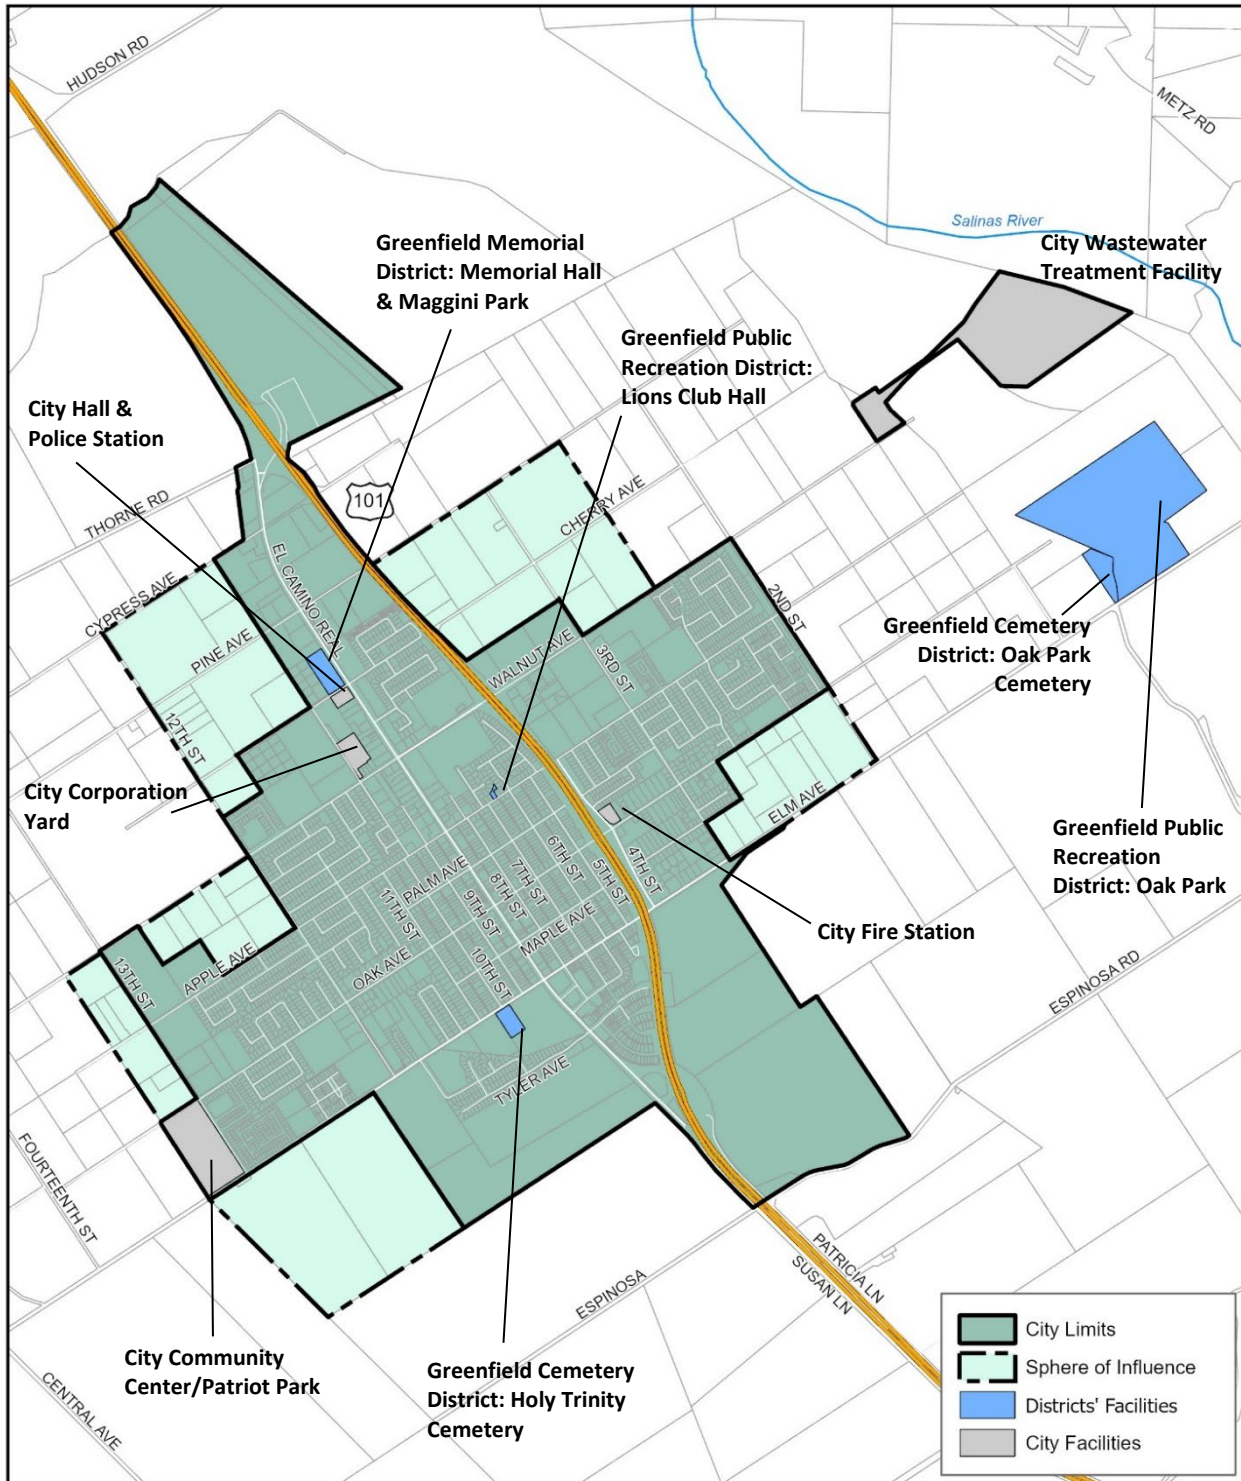 HUDSON RD
METZ RD
Salinas River
City Wastewater
Treatment Facility
Greenfield Memorial
District: Memorial Hall
& Maggini Park
Greenfield Public
Recreation District:
Lions Club Hall
City Hall &
Police Station
THORNE RD
101
CHERRY AVE
EL CAMINO REAL
CYPRESS AVE
PINE AVE
WALNUT AVE
2ND ST
3RD ST
Greenfield Cemetery
District: Oak Park
Cemetery
12TH ST
City Corporation
Yard
ELM AVE
Greenfield Public
Recreation
District: Oak Park
PALM AVE
11TH ST
9TH ST
8TH ST
7TH ST
6TH ST
5TH ST
4TH ST
MAPLE AVE
City Fire Station
13TH ST
APPLE AVE
OAK AVE
10TH ST
ESPINOSA RD
TYLER AVE
FOURTEENTH ST
ESPINOSA
PATRICIA LN
SUSAN LN
City Community
Center/Patriot Park
Greenfield Cemetery
District: Holy Trinity
Cemetery
CENTRAL AVE
City Limits
Sphere of Influence
Districts' Facilities
City Facilities